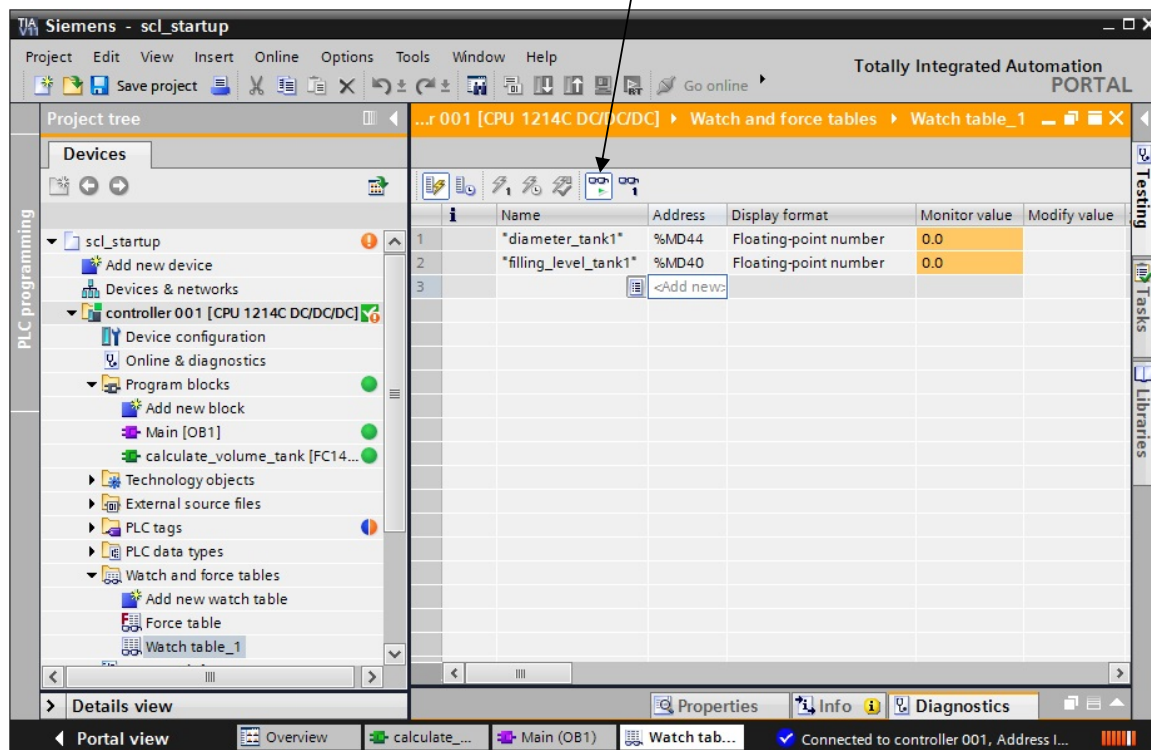 TIA
V11
Siemens - scl_startup
Project Edit View Insert Online Options Tools Window Help
Totally Integrated Automation
PORTAL
Save project
RT
Go online
Project tree
...r 001 [CPU 1214C DC/DC/DC] Watch and force tables Watch_table_1
Devices
1
1
i Name Address Display format Monitor value Modify value
1 "diameter_tank1" %MD44 Floating-point number 0.0
2 "filling_level_tank1" %MD40 Floating-point number 0.0
3 <Add new>
scl_startup
Add new device
Devices & networks
controller 001 [CPU 1214C DC/DC/DC]
Device configuration
Online & diagnostics
Program blocks
Add new block
Main [OB1]
calculate_volume_tank [FC14...
Technology objects
External source files
PLC tags
PLC data types
Watch and force tables
Add new watch table
Force table
Watch table_1
PLC programming
Testing
Tasks
Libraries
Details view
Properties Info Diagnostics
Portal view Overview calculate_... Main (OB1) Watch tab... Connected to controller 001, Address I...